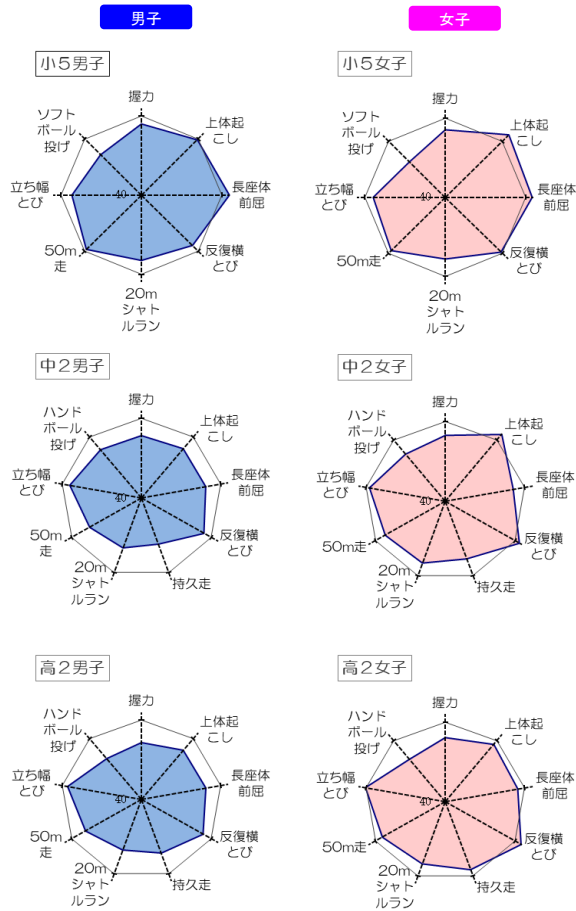 男子
女子
小５男子
握力
上体起
こし
長座体
前屈
反復横
とび
20m
シャト
ルラン
50m
走
立ち幅
とび
ソフト
ボール
投げ
40
小５女子
握力
上体起
こし
長座体
前屈
反復横
とび
20m
シャト
ルラン
50m走
立ち幅
とび
ソフト
ボール
投げ
40
中２男子
握力
上体起
こし
長座体
前屈
反復横
とび
持久走
20m
シャト
ルラン
50m
走
立ち幅
とび
ハンド
ボール
投げ
40
中２女子
握力
上体起
こし
長座体
前屈
反復横
とび
持久走
20m
シャト
ルラン
50m走
立ち幅
とび
ハンド
ボール
投げ
40
高２男子
握力
上体起
こし
長座体
前屈
反復横
とび
持久走
20m
シャト
ルラン
50m
走
立ち幅
とび
ハンド
ボール
投げ
40
高２女子
握力
上体起
こし
長座体
前屈
反復横
とび
持久走
20m
シャト
ルラン
50m走
立ち幅
とび
ハンド
ボール
投げ
40